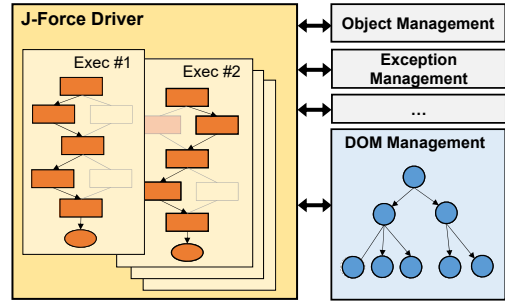 J-Force Driver
Exec #1
Exec #2
Object Management
Exception
Management
...
DOM Management